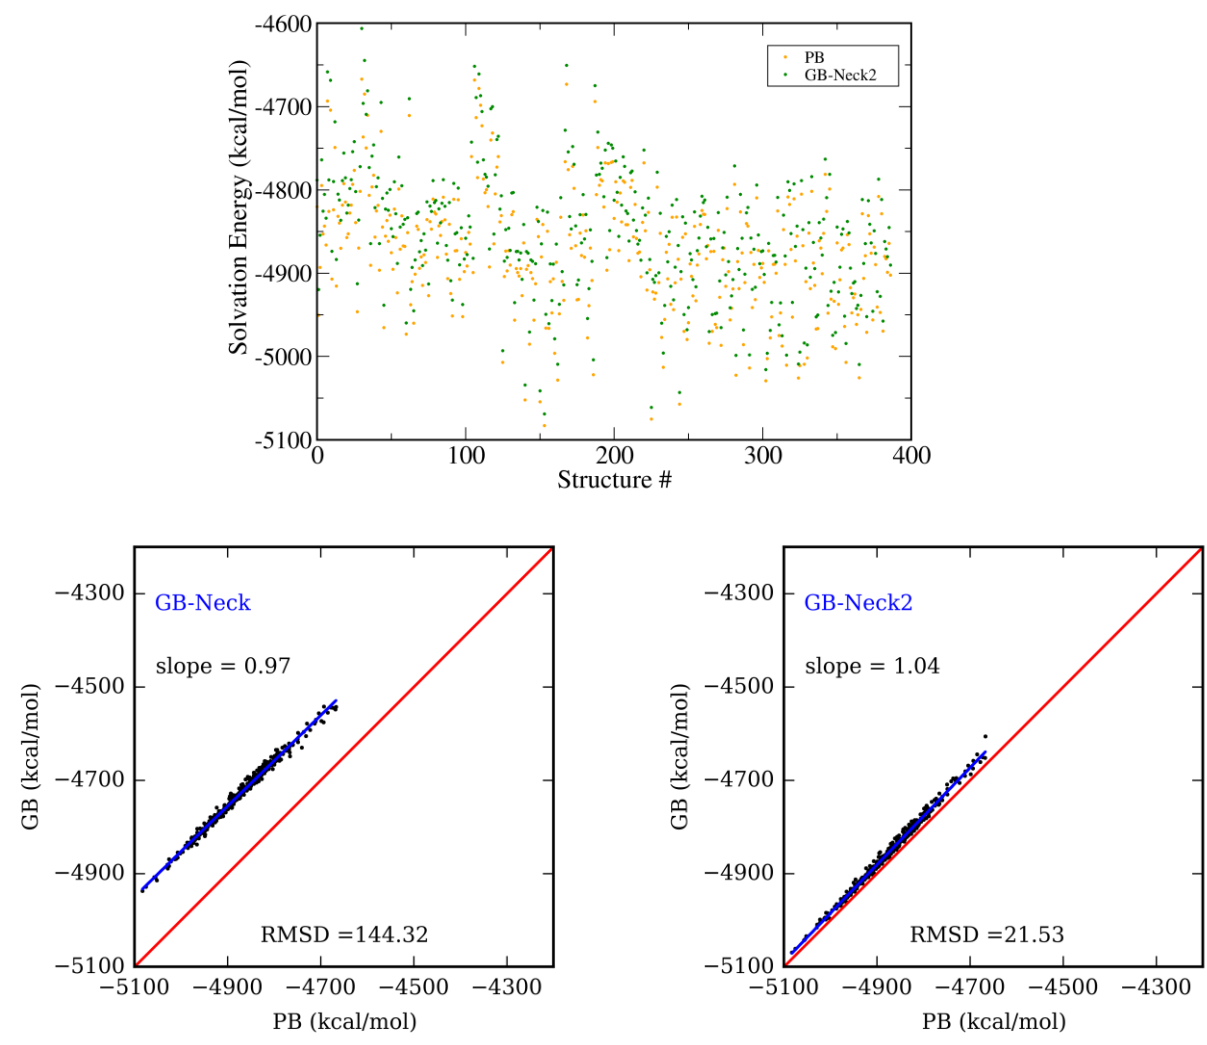 -4600
-4700
-4800
-4900
-5000
-5100
Solvation Energy (kcal/mol)
PB
GB-Neck2
0
100
200
300
400
Structure #
−4300
−4500
−4700
−4900
−5100
GB (kcal/mol)
GB-Neck
slope = 0.97
RMSD =144.32
−5100 −4900 −4700 −4500 −4300
PB (kcal/mol)
−4300
−4500
−4700
−4900
−5100
GB (kcal/mol)
GB-Neck2
slope = 1.04
RMSD =21.53
−5100 −4900 −4700 −4500 −4300
PB (kcal/mol)